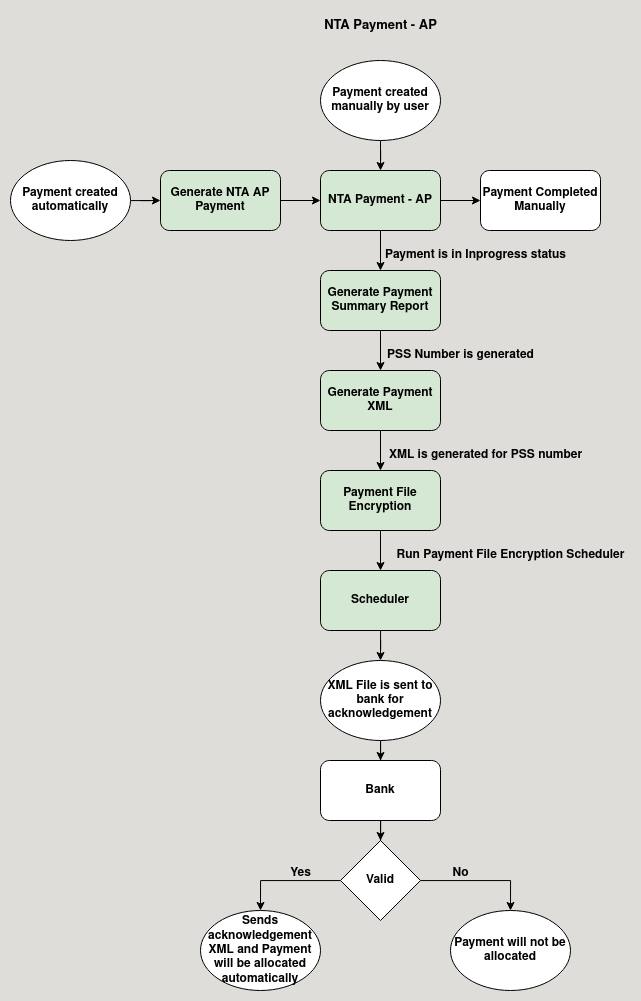 NTA Payment - AP
Payment created
manually by user
Payment created
automatically
Generate NTA AP
Payment
NTA Payment - AP
Payment Completed
Manually
Payment is in Inprogress status
Generate Payment
Summary Report
PSS Number is generated
Generate Payment
XML
XML is generated for PSS number
Payment File
Encryption
Run Payment File Encryption Scheduler
Scheduler
XML File is sent to
bank for
acknowledgement
Bank
Valid
Yes
No
Sends
acknowledgement
XML and Payment
will be allocated
automatically
Payment will not be
allocated